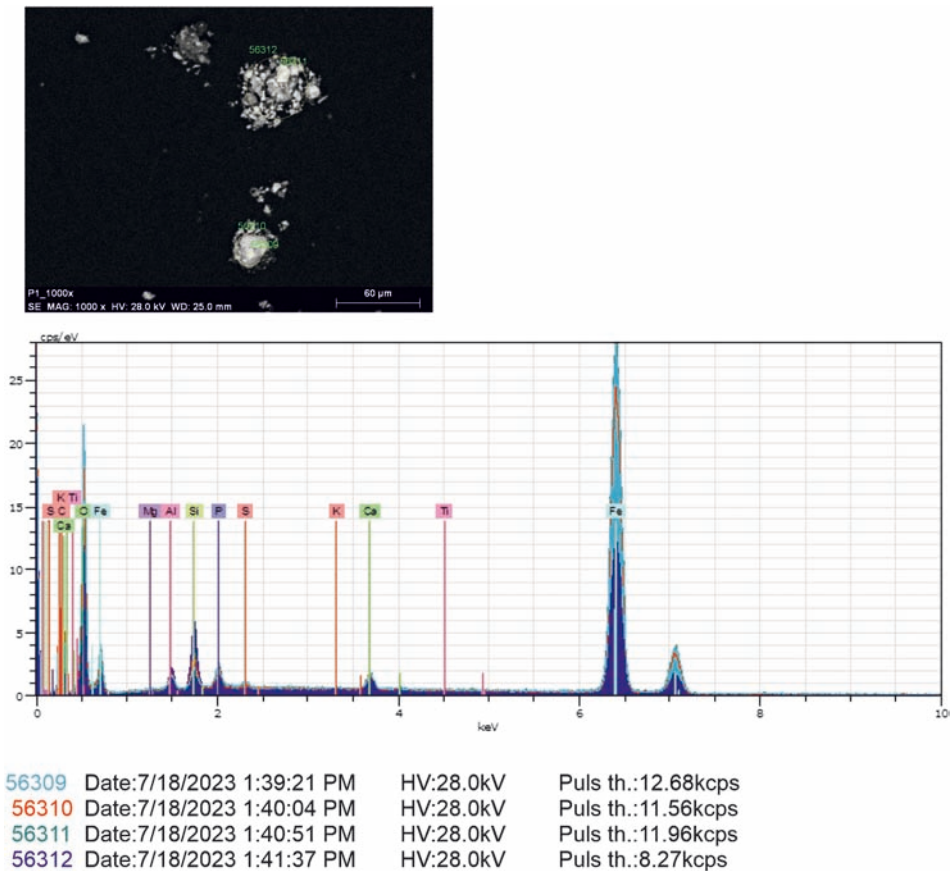 56312
56311
56310
56309
P1_1000x
60 µm
SE MAG: 1000 x HV: 28.0 kV WD: 25.0 mm
cps/eV
25
20
15
K Ti
S C O Fe Mg Al Si P S K Ca Ti Fe
Ca
10
5
0
0 2 4 6 8 10
keV
56309 Date:7/18/2023 1:39:21 PM HV:28.0kV Puls th.:12.68kcps
56310 Date:7/18/2023 1:40:04 PM HV:28.0kV Puls th.:11.56kcps
56311 Date:7/18/2023 1:40:51 PM HV:28.0kV Puls th.:11.96kcps
56312 Date:7/18/2023 1:41:37 PM HV:28.0kV Puls th.:8.27kcps